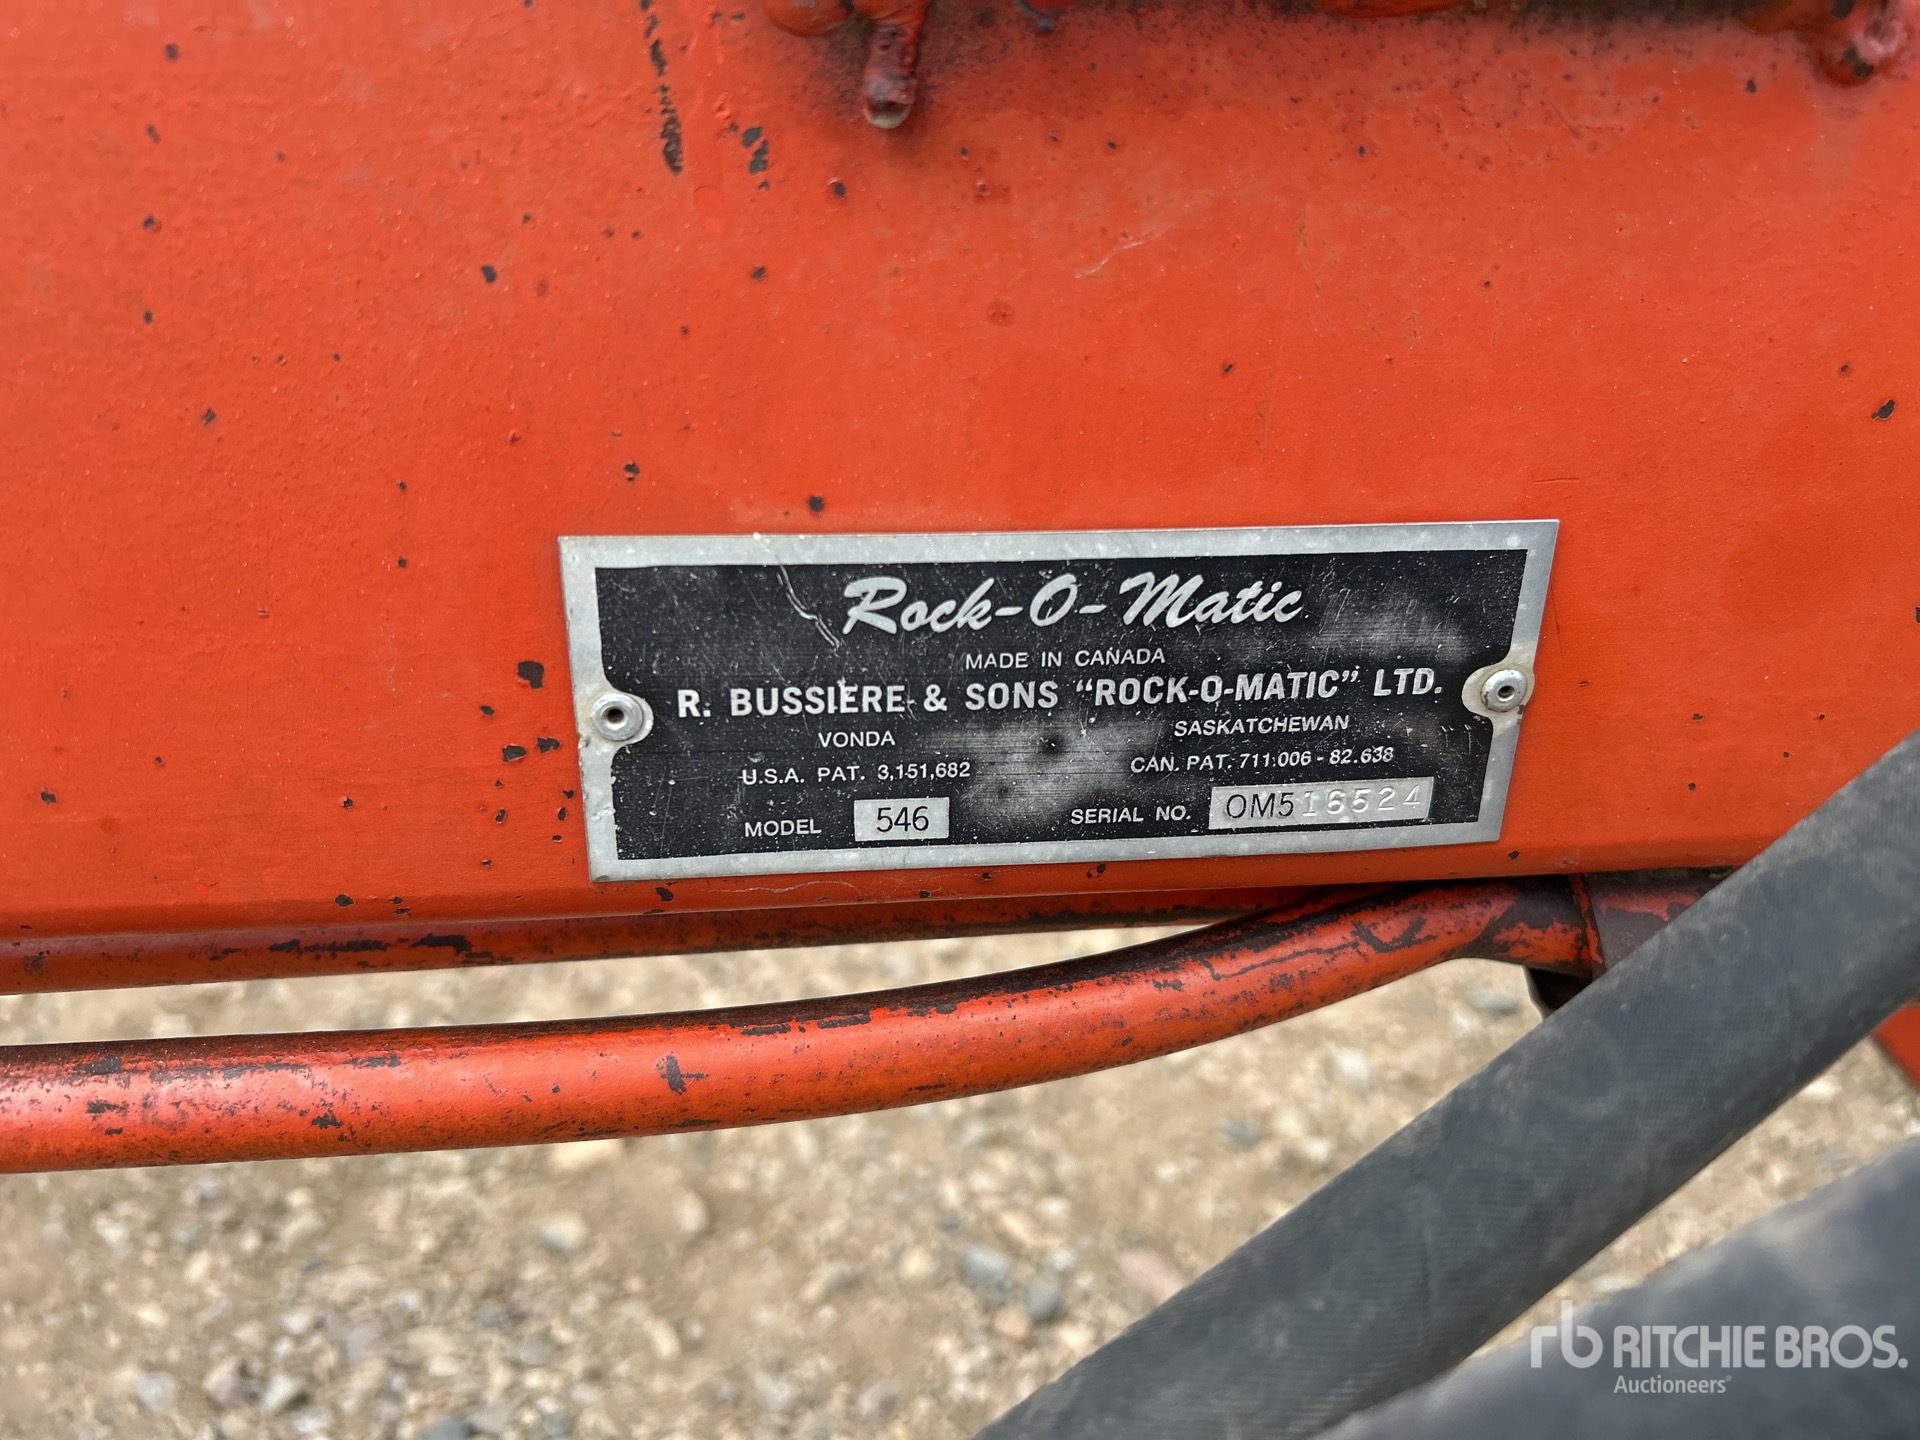 Rock-O-Matic
MADE IN CANADA
R. BUSSIERE & SONS "ROCK-O-MATIC" LTD.
VONDA SASKATCHEWAN
U.S.A. PAT. 3,151,682 CAN. PAT. 711.006 - 82.638
MODEL 546 SERIAL NO. OM516524
rb RITCHIE BROS.
Auctioneers